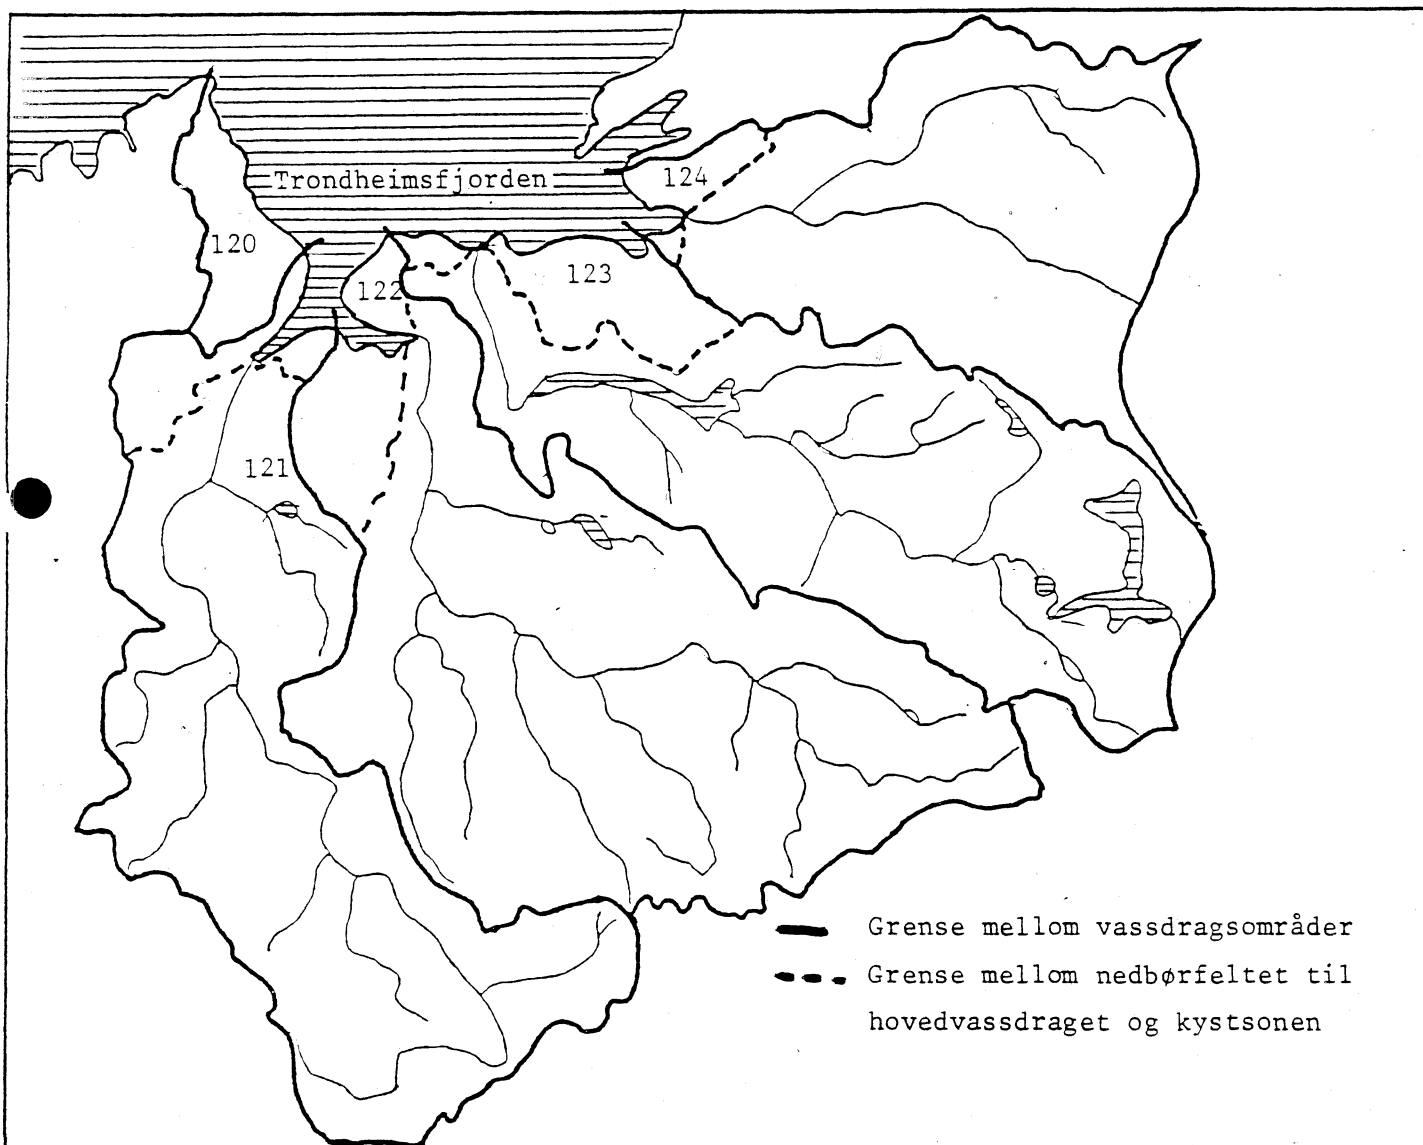 Trondheimsfjorden
124
120
123
122
121
Grense mellom vassdragsområder
Grense mellom nedbørfeltet til
hovedvassdraget og kystsonen